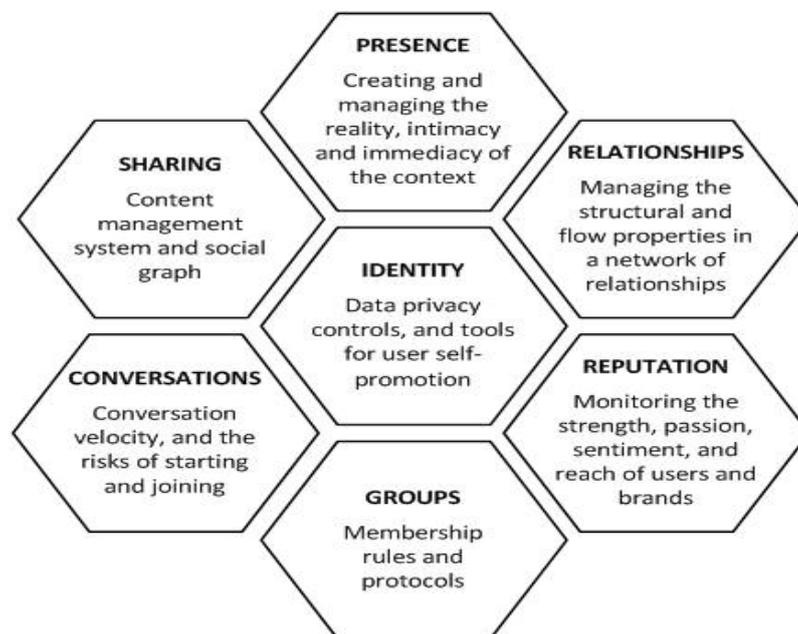 PRESENCE
Creating and
managing the
reality, intimacy
and immediacy of
the context
SHARING
Content
management
system and social
graph
RELATIONSHIPS
Managing the
structural and
flow properties in
a network of
relationships
IDENTITY
Data privacy
controls, and tools
for user self-
promotion
CONVERSATIONS
Conversation
velocity, and the
risks of starting
and joining
REPUTATION
Monitoring the
strength, passion,
sentiment, and
reach of users and
brands
GROUPS
Membership
rules and
protocols